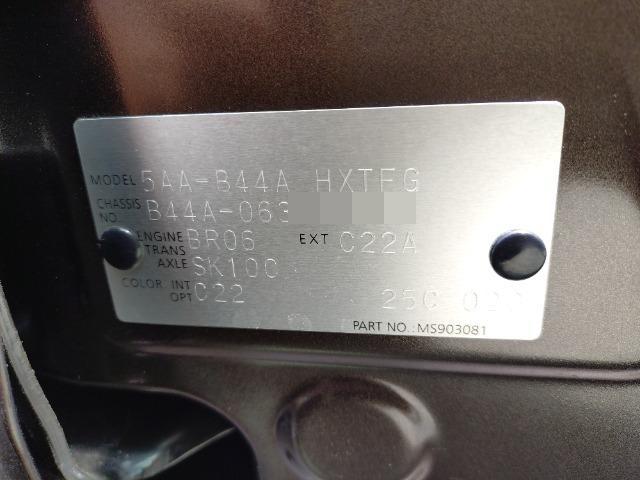 MODEL 5AA-B44A HXTFG
CHASSIS NO. B44A-063
ENGINE BR06 EXT C22A
TRANS AXLE SK10C
COLOR INT
OPT C22 25C 020
PART NO.:MS903081